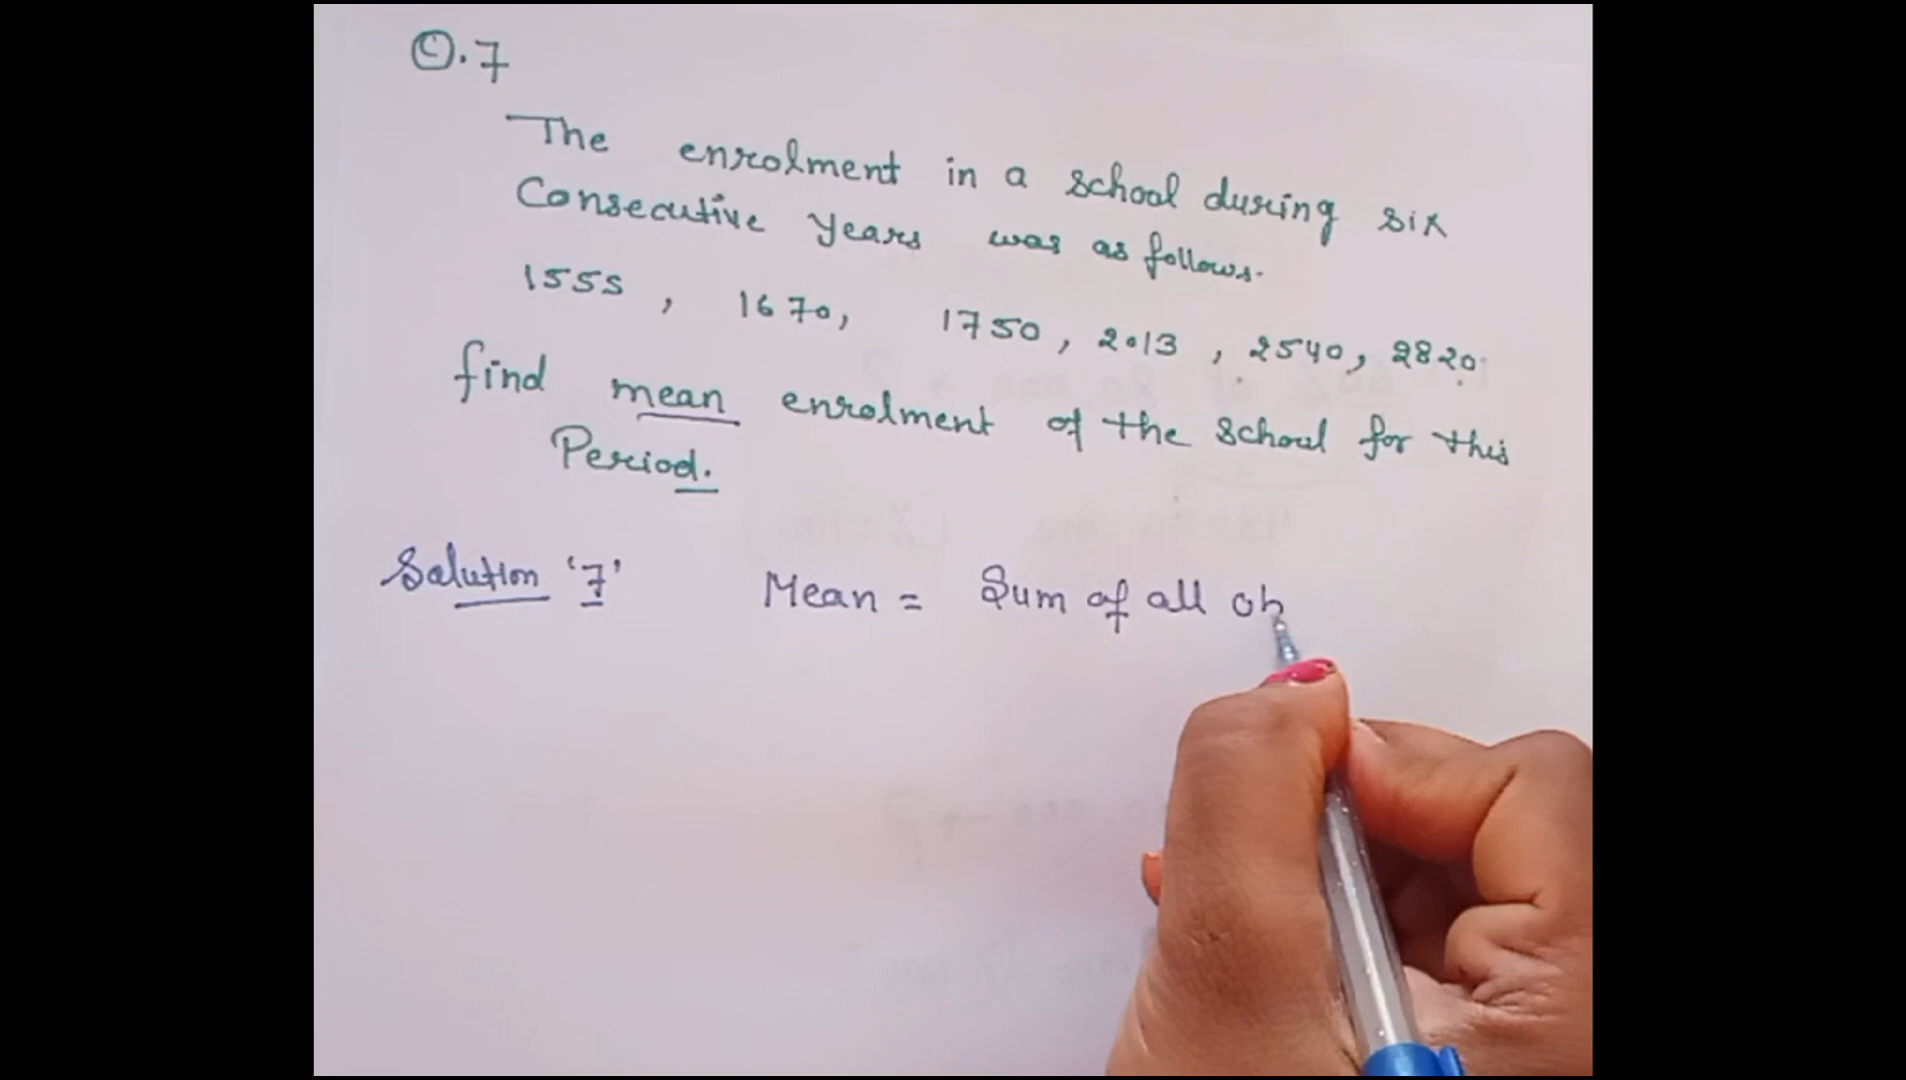 Q.7
The enrolment in a school during six
Consecutive years was as follows.
1555, 1670, 1750, 2013, 2540, 2820.
find mean enrolment of the school for this
Period.
Solution '7' Mean = Sum of all ob